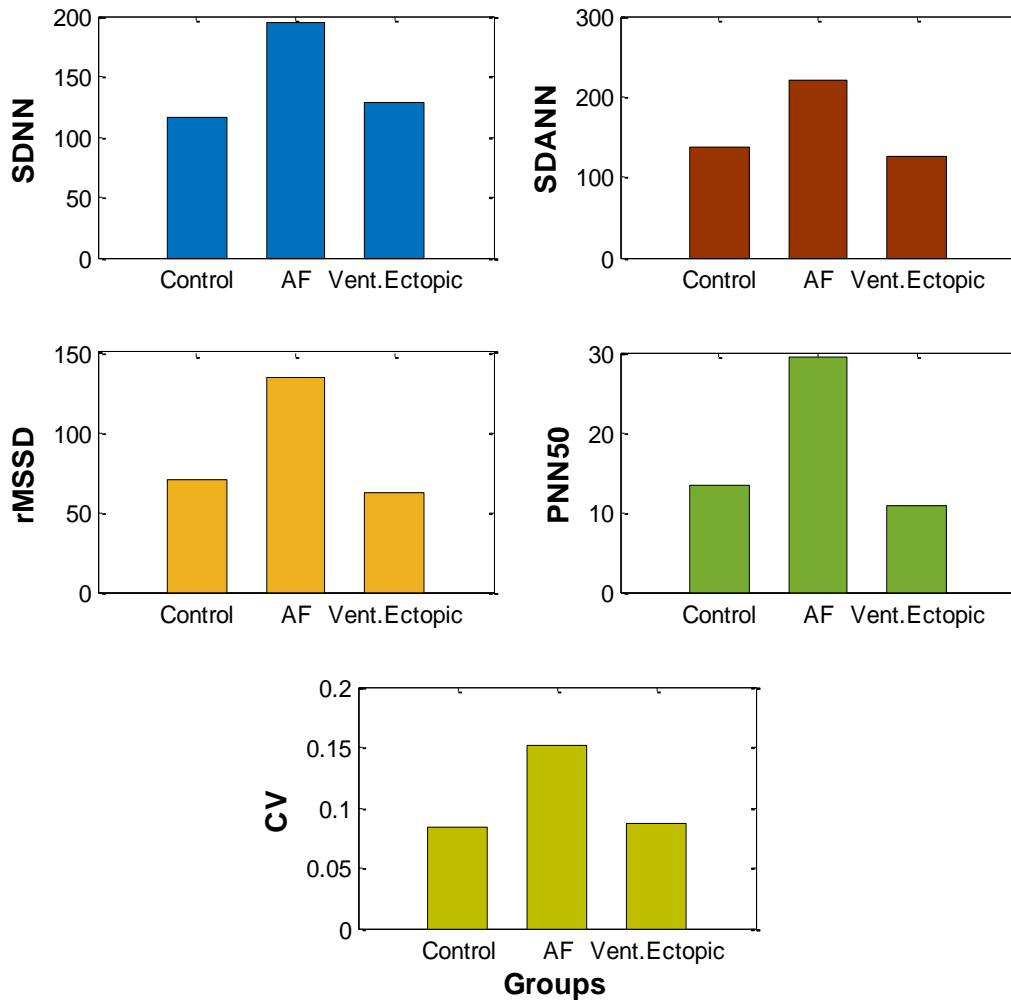 SDNN
200
150
100
50
0
Control AF Vent.Ectopic
SDANN
300
200
100
0
Control AF Vent.Ectopic
rMSSD
150
100
50
0
Control AF Vent.Ectopic
PNN50
30
20
10
0
Control AF Vent.Ectopic
CV
0.2
0.15
0.1
0.05
0
Control AF Vent.Ectopic
Groups